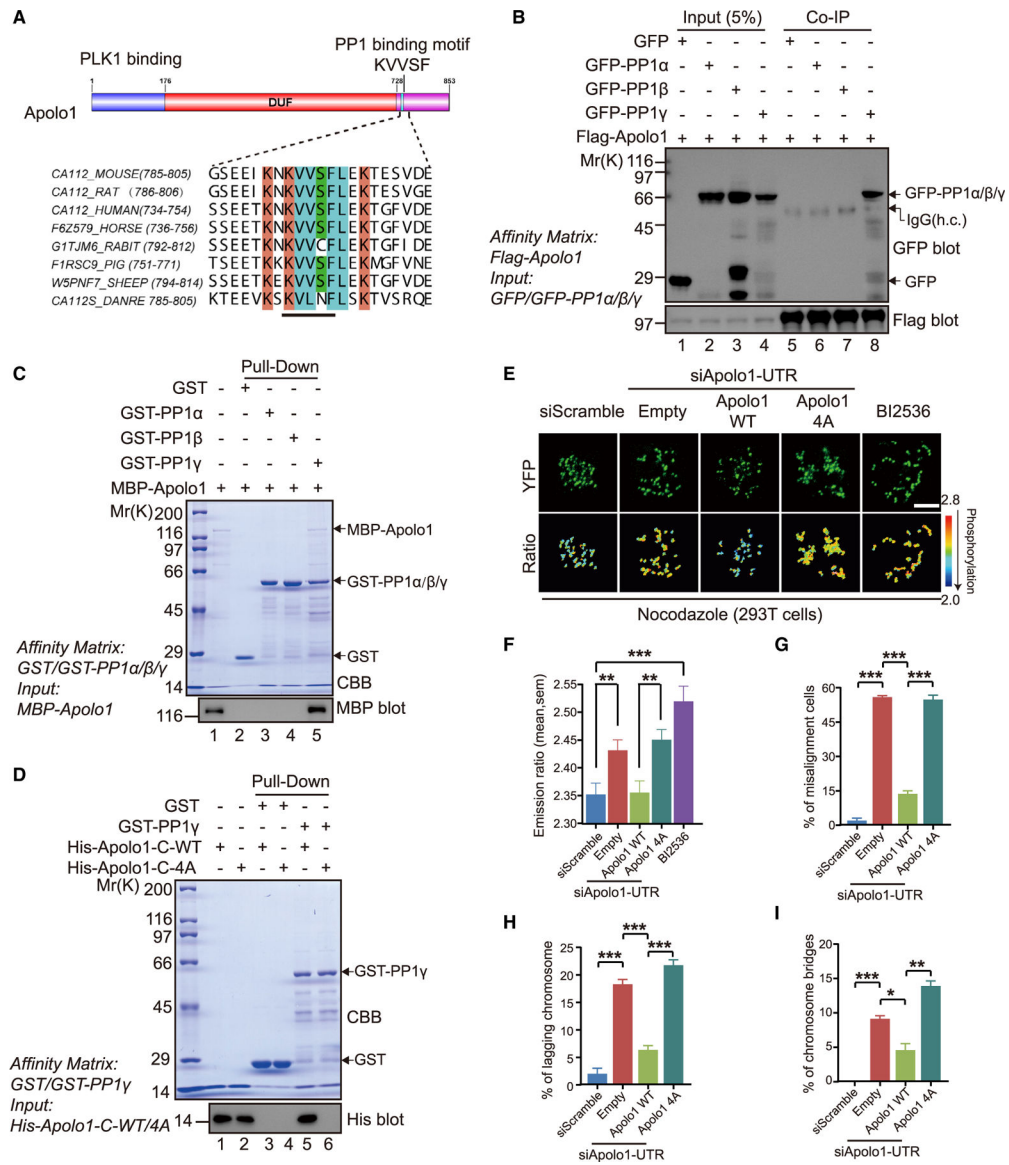 A
PLK1 binding
PP1 binding motif
KVVSF
1
176
728
853
Apolo1
DUF
CA112_MOUSE(785-805) GSEEIKNKVVSFLEKTESVDE
CA112_RAT (786-806) GSEEVKNKVVSFLEKTESVGE
CA112_HUMAN(734-754) SSEETKNKVVSFLEKTGFVDE
F6Z579_HORSE (736-756) SSEETKNKVVSFLEKTGFVDE
G1TJM6_RABIT (792-812) SSEETKNKVVCFLEKTGFIDE
F1RSC9_PIG (751-771) TSEETKKKVVSFLEKMGFVNE
W5PNF7_SHEEP (794-814) SSEETKKKVVSFLEKTGFVDE
CA112S_DANRE 785-805) KTEEVKSKVLNFLSKTVSRQE
B
Input (5%)
Co-IP
GFP + - - - + - - -
GFP-PP1α - + - - - + - -
GFP-PP1β - - + - - - + -
GFP-PP1γ - - - + - - - +
Flag-Apolo1 + + + + + + + +
Mr(K)
116
97
66
45
29
97
GFP-PP1α/β/γ
IgG(h.c.)
GFP blot
GFP
Flag blot
Affinity Matrix:
Flag-Apolo1
Input:
GFP/GFP-PP1α/β/γ
1 2 3 4 5 6 7 8
C
Pull-Down
GST - + - - -
GST-PP1α - - + - -
GST-PP1β - - - + -
GST-PP1γ - - - - +
MBP-Apolo1 + + + + +
Mr(K)
200
116
97
66
45
29
14
116
MBP-Apolo1
GST-PP1α/β/γ
GST
CBB
MBP blot
Affinity Matrix:
GST/GST-PP1α/β/γ
Input:
MBP-Apolo1
1 2 3 4 5
D
Pull-Down
GST - - + + - -
GST-PP1γ - - - - + +
His-Apolo1-C-WT + - + - + -
His-Apolo1-C-4A - + - + - +
Mr(K)
200
116
97
66
45
29
14
14
GST-PP1γ
CBB
GST
His blot
Affinity Matrix:
GST/GST-PP1γ
Input:
His-Apolo1-C-WT/4A
1 2 3 4 5 6
E
siApolo1-UTR
siScramble
Empty
Apolo1
WT
Apolo1
4A
BI2536
YFP
Ratio
2.8
Phosphorylation
2.0
Nocodazole (293T cells)
F
Emission ratio (mean,sem)
2.55
2.50
2.45
2.40
2.35
2.30
***
**
**
siScramble
Empty
Apolo1 WT
Apolo1 4A
BI2536
siApolo1-UTR
G
% of misalignment cells
60
45
30
15
0
***
***
***
siScramble
Empty
Apolo1 WT
Apolo1 4A
siApolo1-UTR
H
% of lagging chromosome
25
20
15
10
5
0
***
***
***
siScramble
Empty
Apolo1 WT
Apolo1 4A
siApolo1-UTR
I
% of chromosome bridges
20
15
10
5
0
***
*
**
siScramble
Empty
Apolo1 WT
Apolo1 4A
siApolo1-UTR